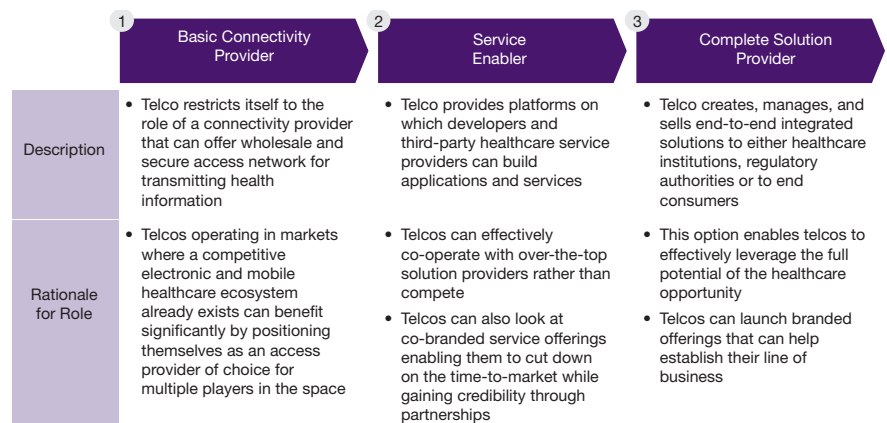 1
Basic Connectivity
Provider
2
Service
Enabler
3
Complete Solution
Provider
Description
• Telco restricts itself to the
role of a connectivity provider
that can offer wholesale and
secure access network for
transmitting health
information
• Telco provides platforms on
which developers and
third-party healthcare service
providers can build
applications and services
• Telco creates, manages, and
sells end-to-end integrated
solutions to either healthcare
institutions, regulatory
authorities or to end
consumers
Rationale
for Role
• Telcos operating in markets
where a competitive
electronic and mobile
healthcare ecosystem
already exists can benefit
significantly by positioning
themselves as an access
provider of choice for
multiple players in the space
• Telcos can effectively
co-operate with over-the-top
solution providers rather than
compete
• Telcos can also look at
co-branded service offerings
enabling them to cut down
on the time-to-market while
gaining credibility through
partnerships
• This option enables telcos to
effectively leverage the full
potential of the healthcare
opportunity
• Telcos can launch branded
offerings that can help
establish their line of
business